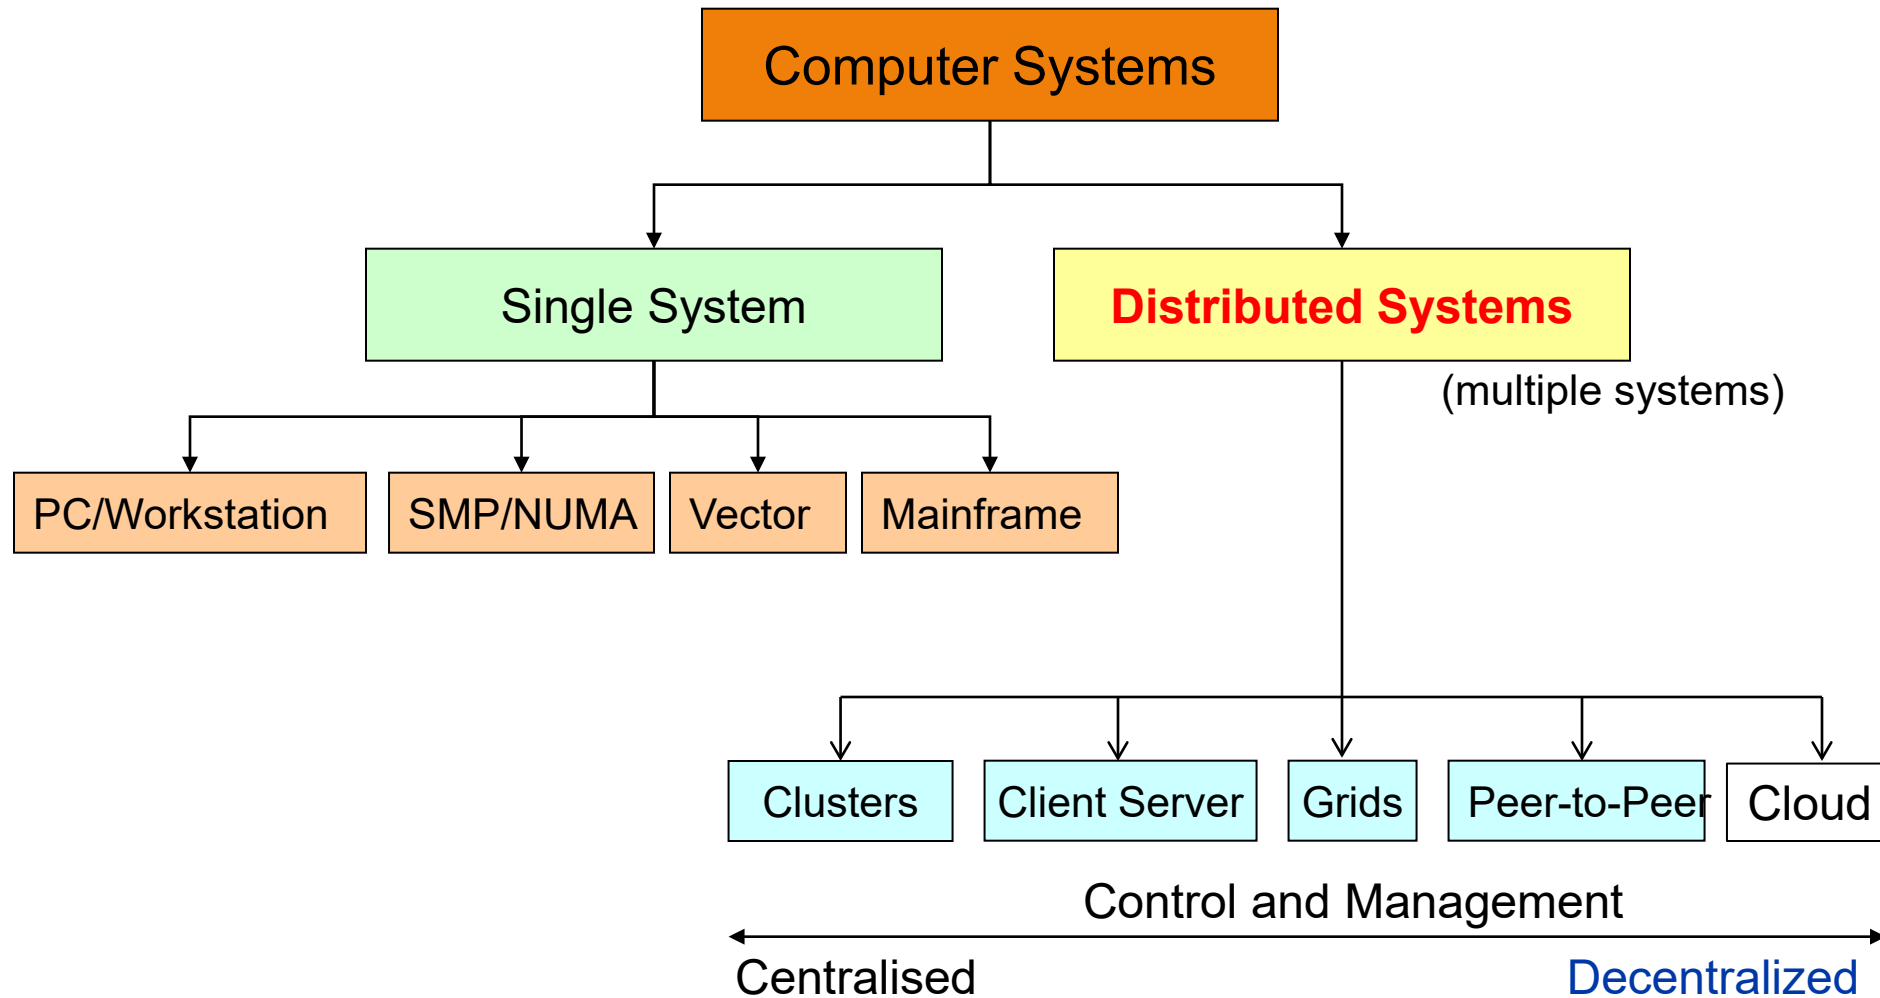 Computer Systems
Single System
Distributed Systems
(multiple systems)
PC/Workstation
SMP/NUMA
Vector
Mainframe
Clusters
Client Server
Grids
Peer-to-Peer
Cloud
Control and Management
Centralised
Decentralized